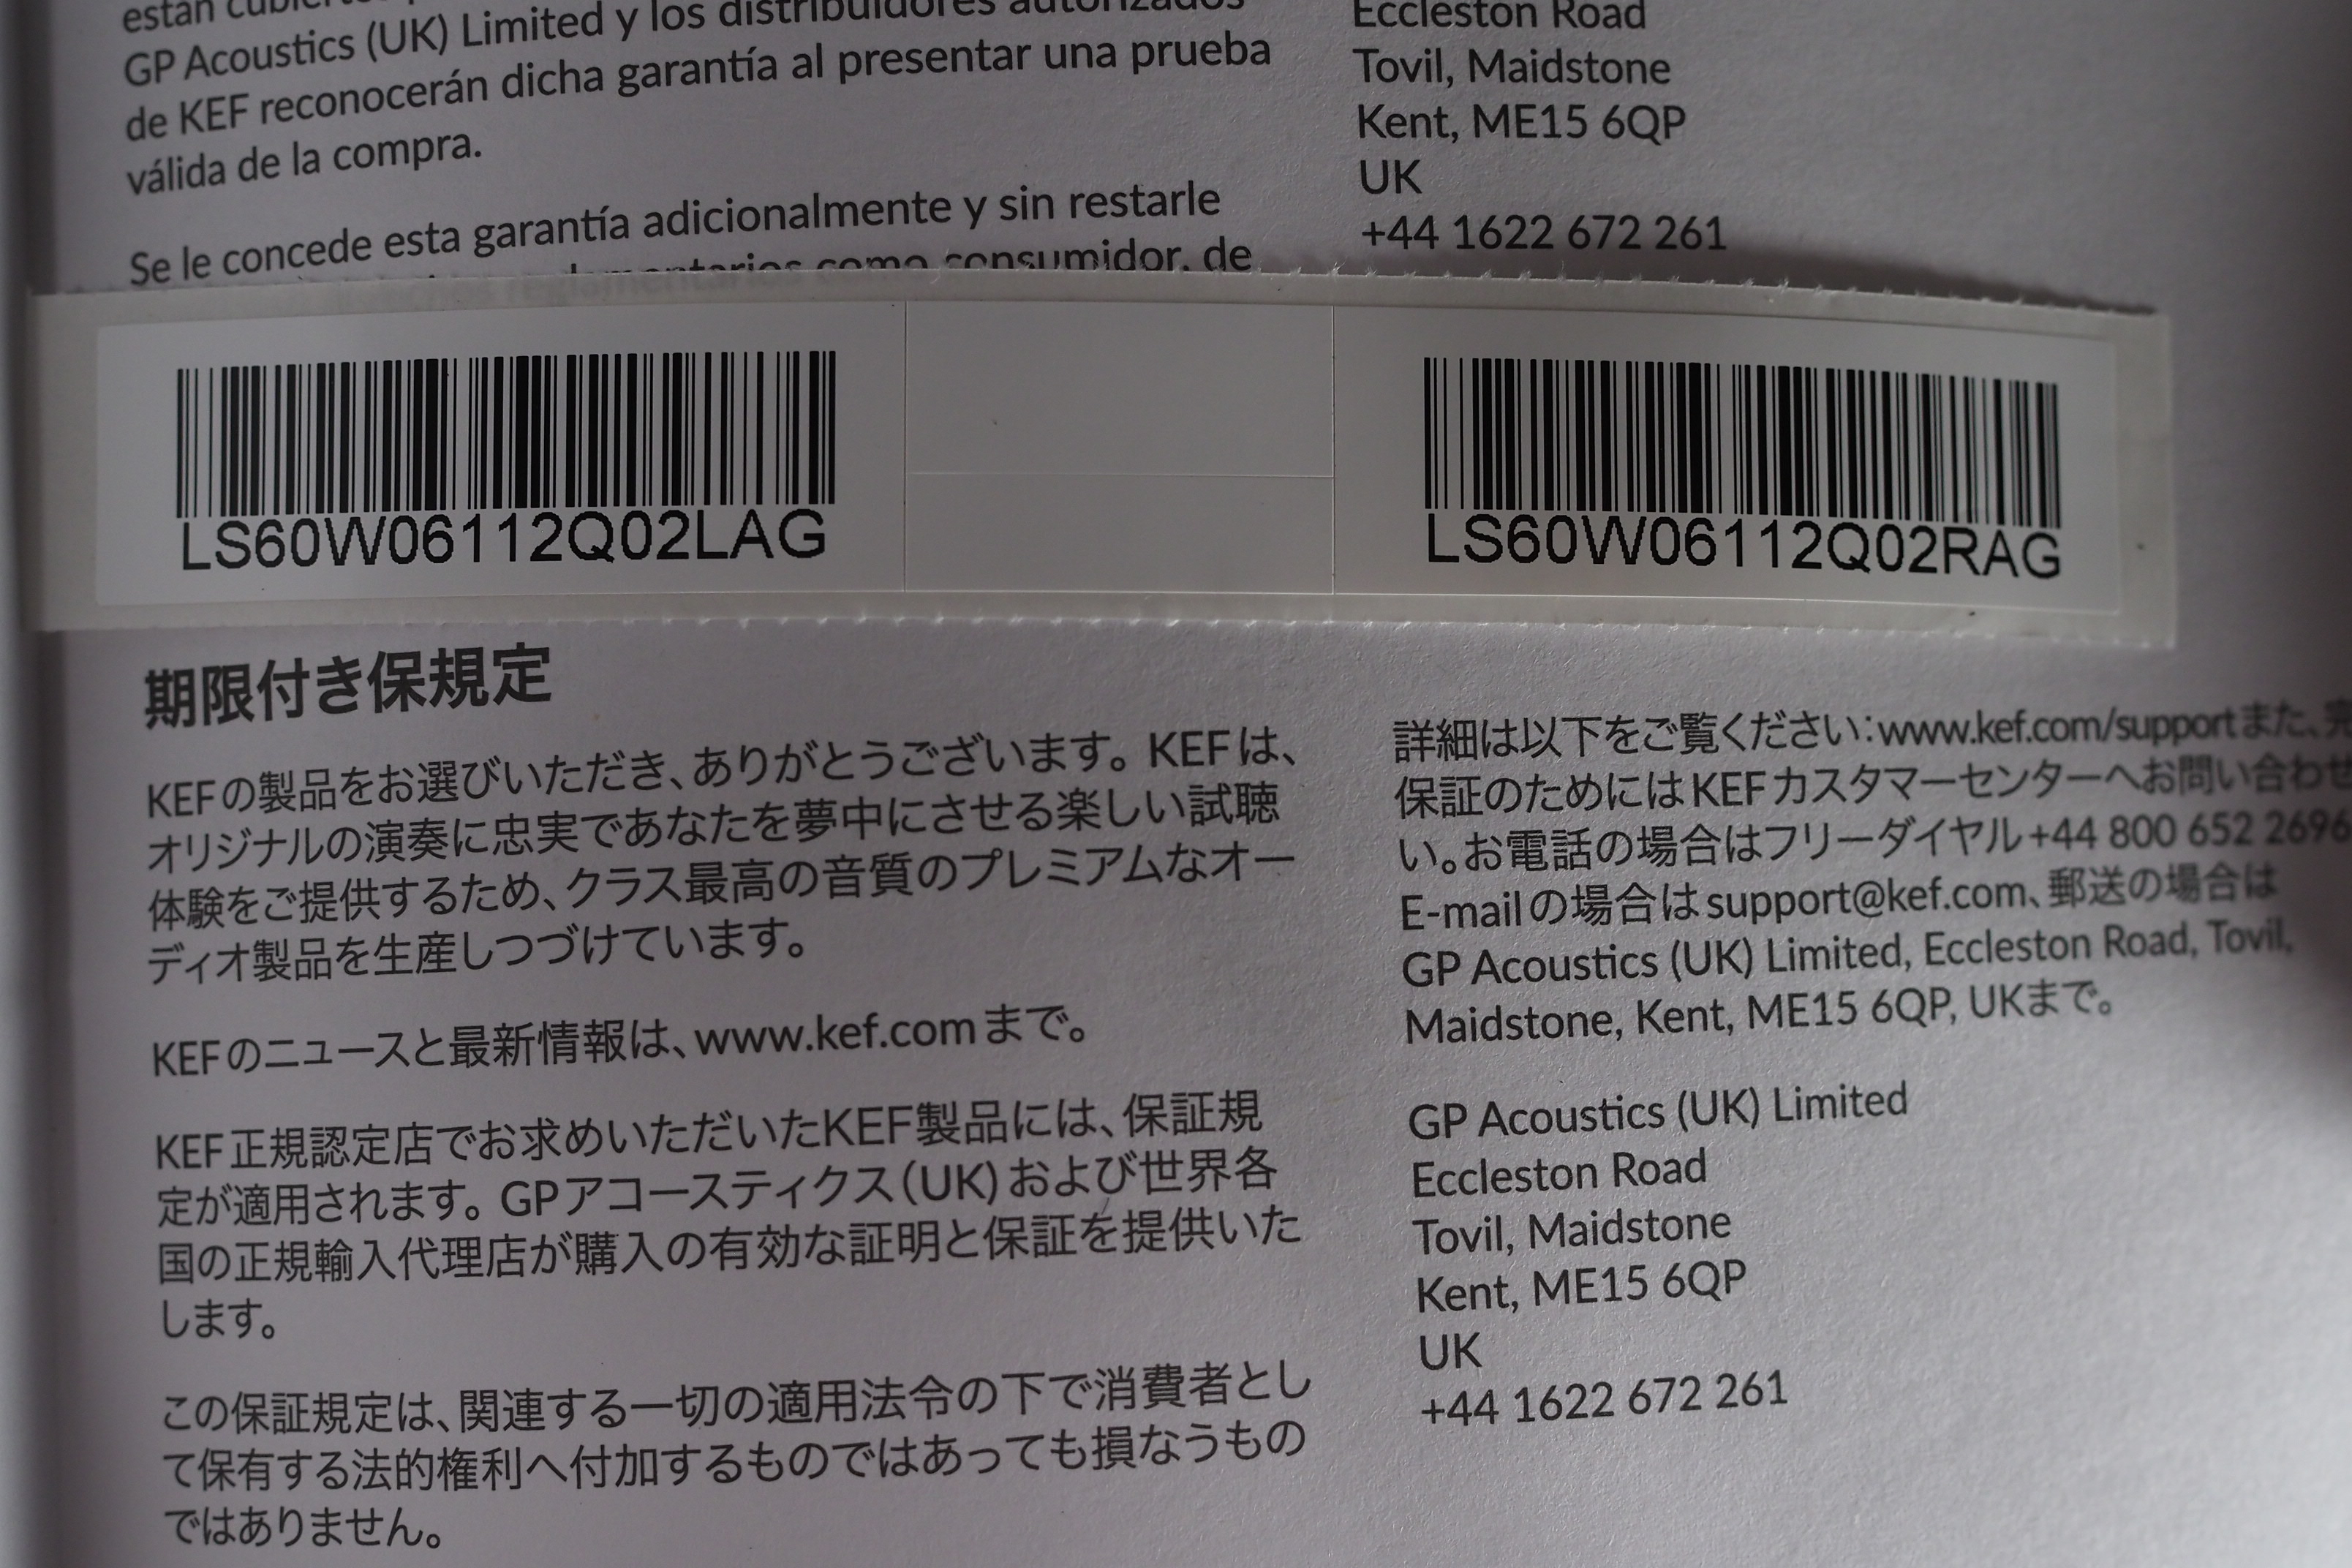 están
GP Acoustics (UK) Limited y los distribuidores autorizados
de KEF reconocerán dicha garantía al presentar una prueba
válida de la compra.
Se le concede esta garantía adicionalmente y sin restarle
reglamentarios como consumidor, de
Eccleston Road
Tovil, Maidstone
Kent, ME15 6QP
UK
+44 1622 672 261
LS60W06112Q02LAG
LS60W06112Q02RAG
期限付き保規定
KEFの製品をお選びいただき、ありがとうございます。KEFは、
オリジナルの演奏に忠実であなたを夢中にさせる楽しい試聴
体験をご提供するため、クラス最高の音質のプレミアムなオー
ディオ製品を生産しつづけています。
KEFのニュースと最新情報は、www.kef.comまで。
KEF正規認定店でお求めいただいたKEF製品には、保証規
定が適用されます。GPアコースティクス(UK)および世界各
国の正規輸入代理店が購入の有効な証明と保証を提供いた
します。
この保証規定は、関連する一切の適用法令の下で消費者とし
て保有する法的権利へ付加するものではあっても損なうもの
ではありません。
詳細は以下をご覧ください:www.kef.com/supportまた、完
保証のためにはKEFカスタマーセンターへお問い合わせ
い。お電話の場合はフリーダイヤル+44 800 652 2696
E-mailの場合はsupport@kef.com、郵送の場合は
GP Acoustics (UK) Limited, Eccleston Road, Tovil,
Maidstone, Kent, ME15 6QP, UKまで。
GP Acoustics (UK) Limited
Eccleston Road
Tovil, Maidstone
Kent, ME15 6QP
UK
+44 1622 672 261